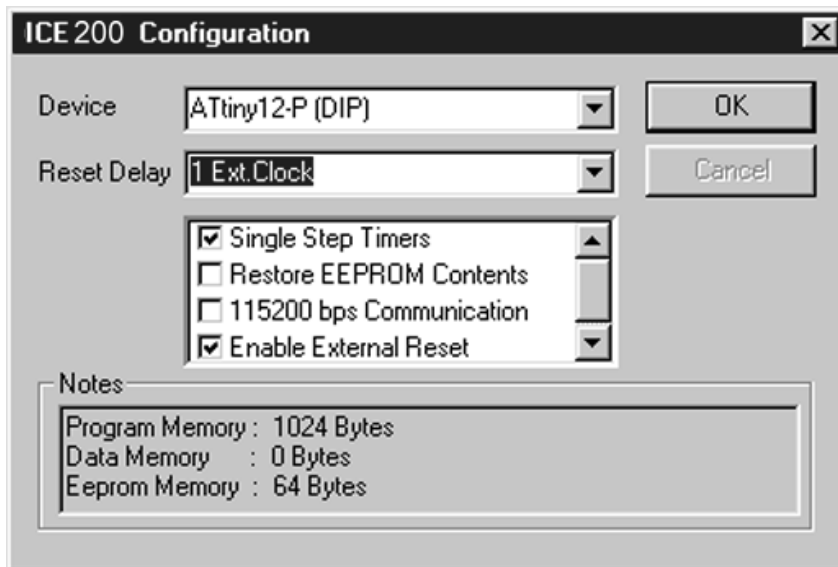 ICE 200 Configuration
Device
ATtiny12-P (DIP)
OK
Reset Delay
1 Ext.Clock
Cancel
Single Step Timers
Restore EEPROM Contents
115200 bps Communication
Enable External Reset
Notes
Program Memory : 1024 Bytes
Data Memory : 0 Bytes
Eeprom Memory : 64 Bytes